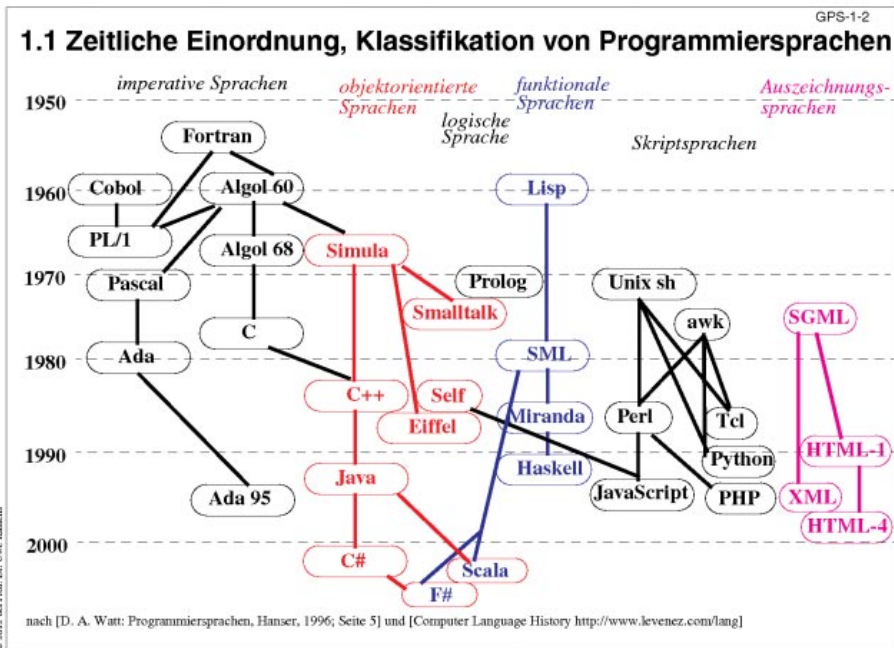 GPS-1-2
1.1 Zeitliche Einordnung, Klassifikation von Programmiersprachen
imperative Sprachen
objektorientierte
Sprachen
logische
Sprache
funktionale
Sprachen
Skriptsprachen
Auszeichnungs-
sprachen
1950
Fortran
1960
Cobol
Algol 60
Lisp
PL/1
Algol 68
Simula
1970
Pascal
Prolog
Unix sh
Smalltalk
SGML
C
awk
1980
Ada
SML
C++
Self
Eiffel
Miranda
Perl
Tcl
1990
Haskell
Python
HTML-1
Java
Ada 95
JavaScript
PHP
XML
HTML-4
2000
C#
Scala
F#
nach [D. A. Watt: Programmiersprachen, Hanser, 1996; Seite 5] und [Computer Language History http://www.levenez.com/lang]